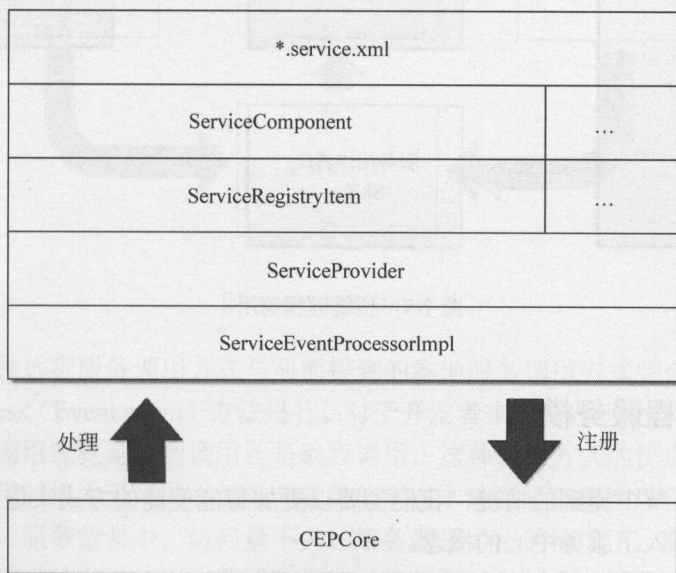 *.service.xml
ServiceComponent
...
ServiceRegistryItem
...
ServiceProvider
ServiceEventProcessorImpl
处理
注册
CEPCore